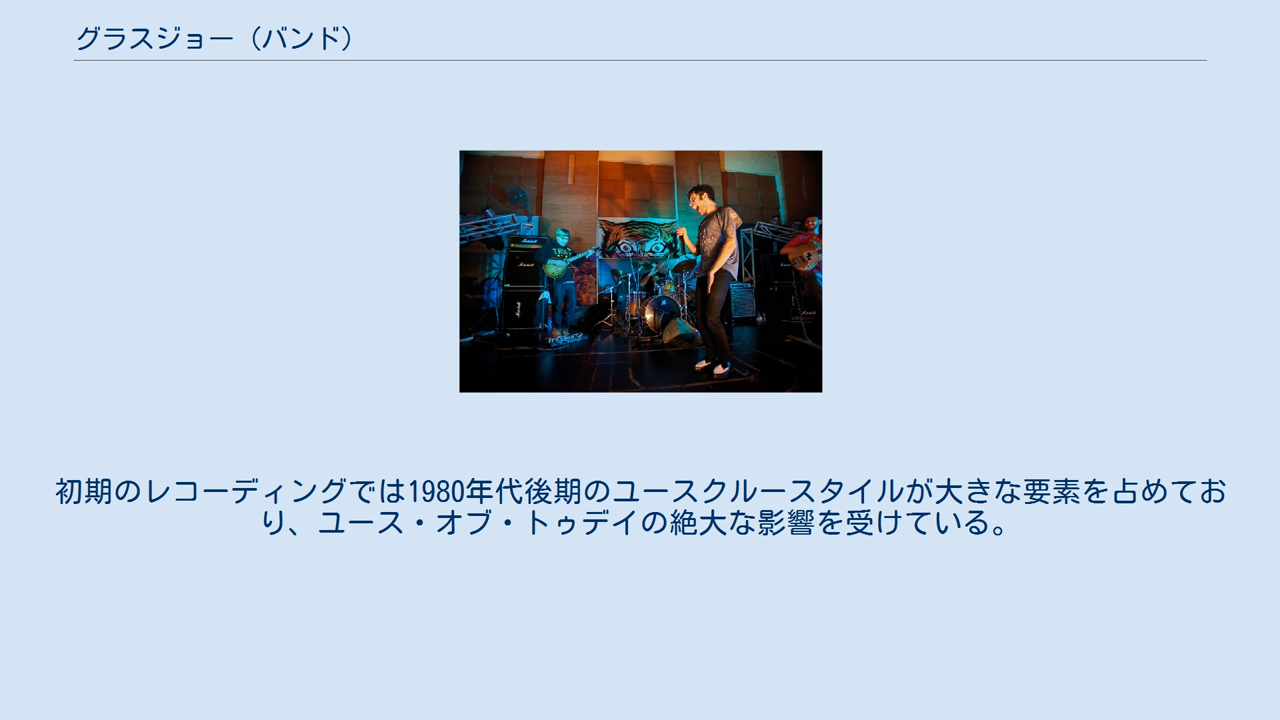 グラスジョー（バンド）
初期のレコーディングでは1980年代後期のユースクルースタイルが大きな要素を占めてお
り、ユース・オブ・トゥデイの絶大な影響を受けている。